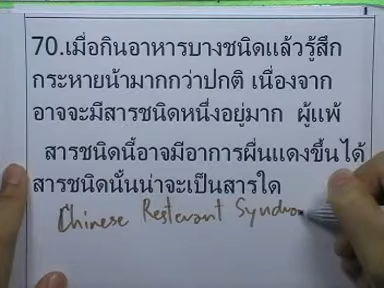 70.เมื่อกินอาหารบางชนิดแล้วรู้สึก
กระหายน้ำมากกว่าปกติ เนื่องจาก
อาจจะมีสารชนิดหนึ่งอยู่มาก ผู้แพ้
สารชนิดนี้อาจมีอาการผื่นแดงขึ้นได้
สารชนิดนั้นน่าจะเป็นสารใด
Chinese Resterant Syndro